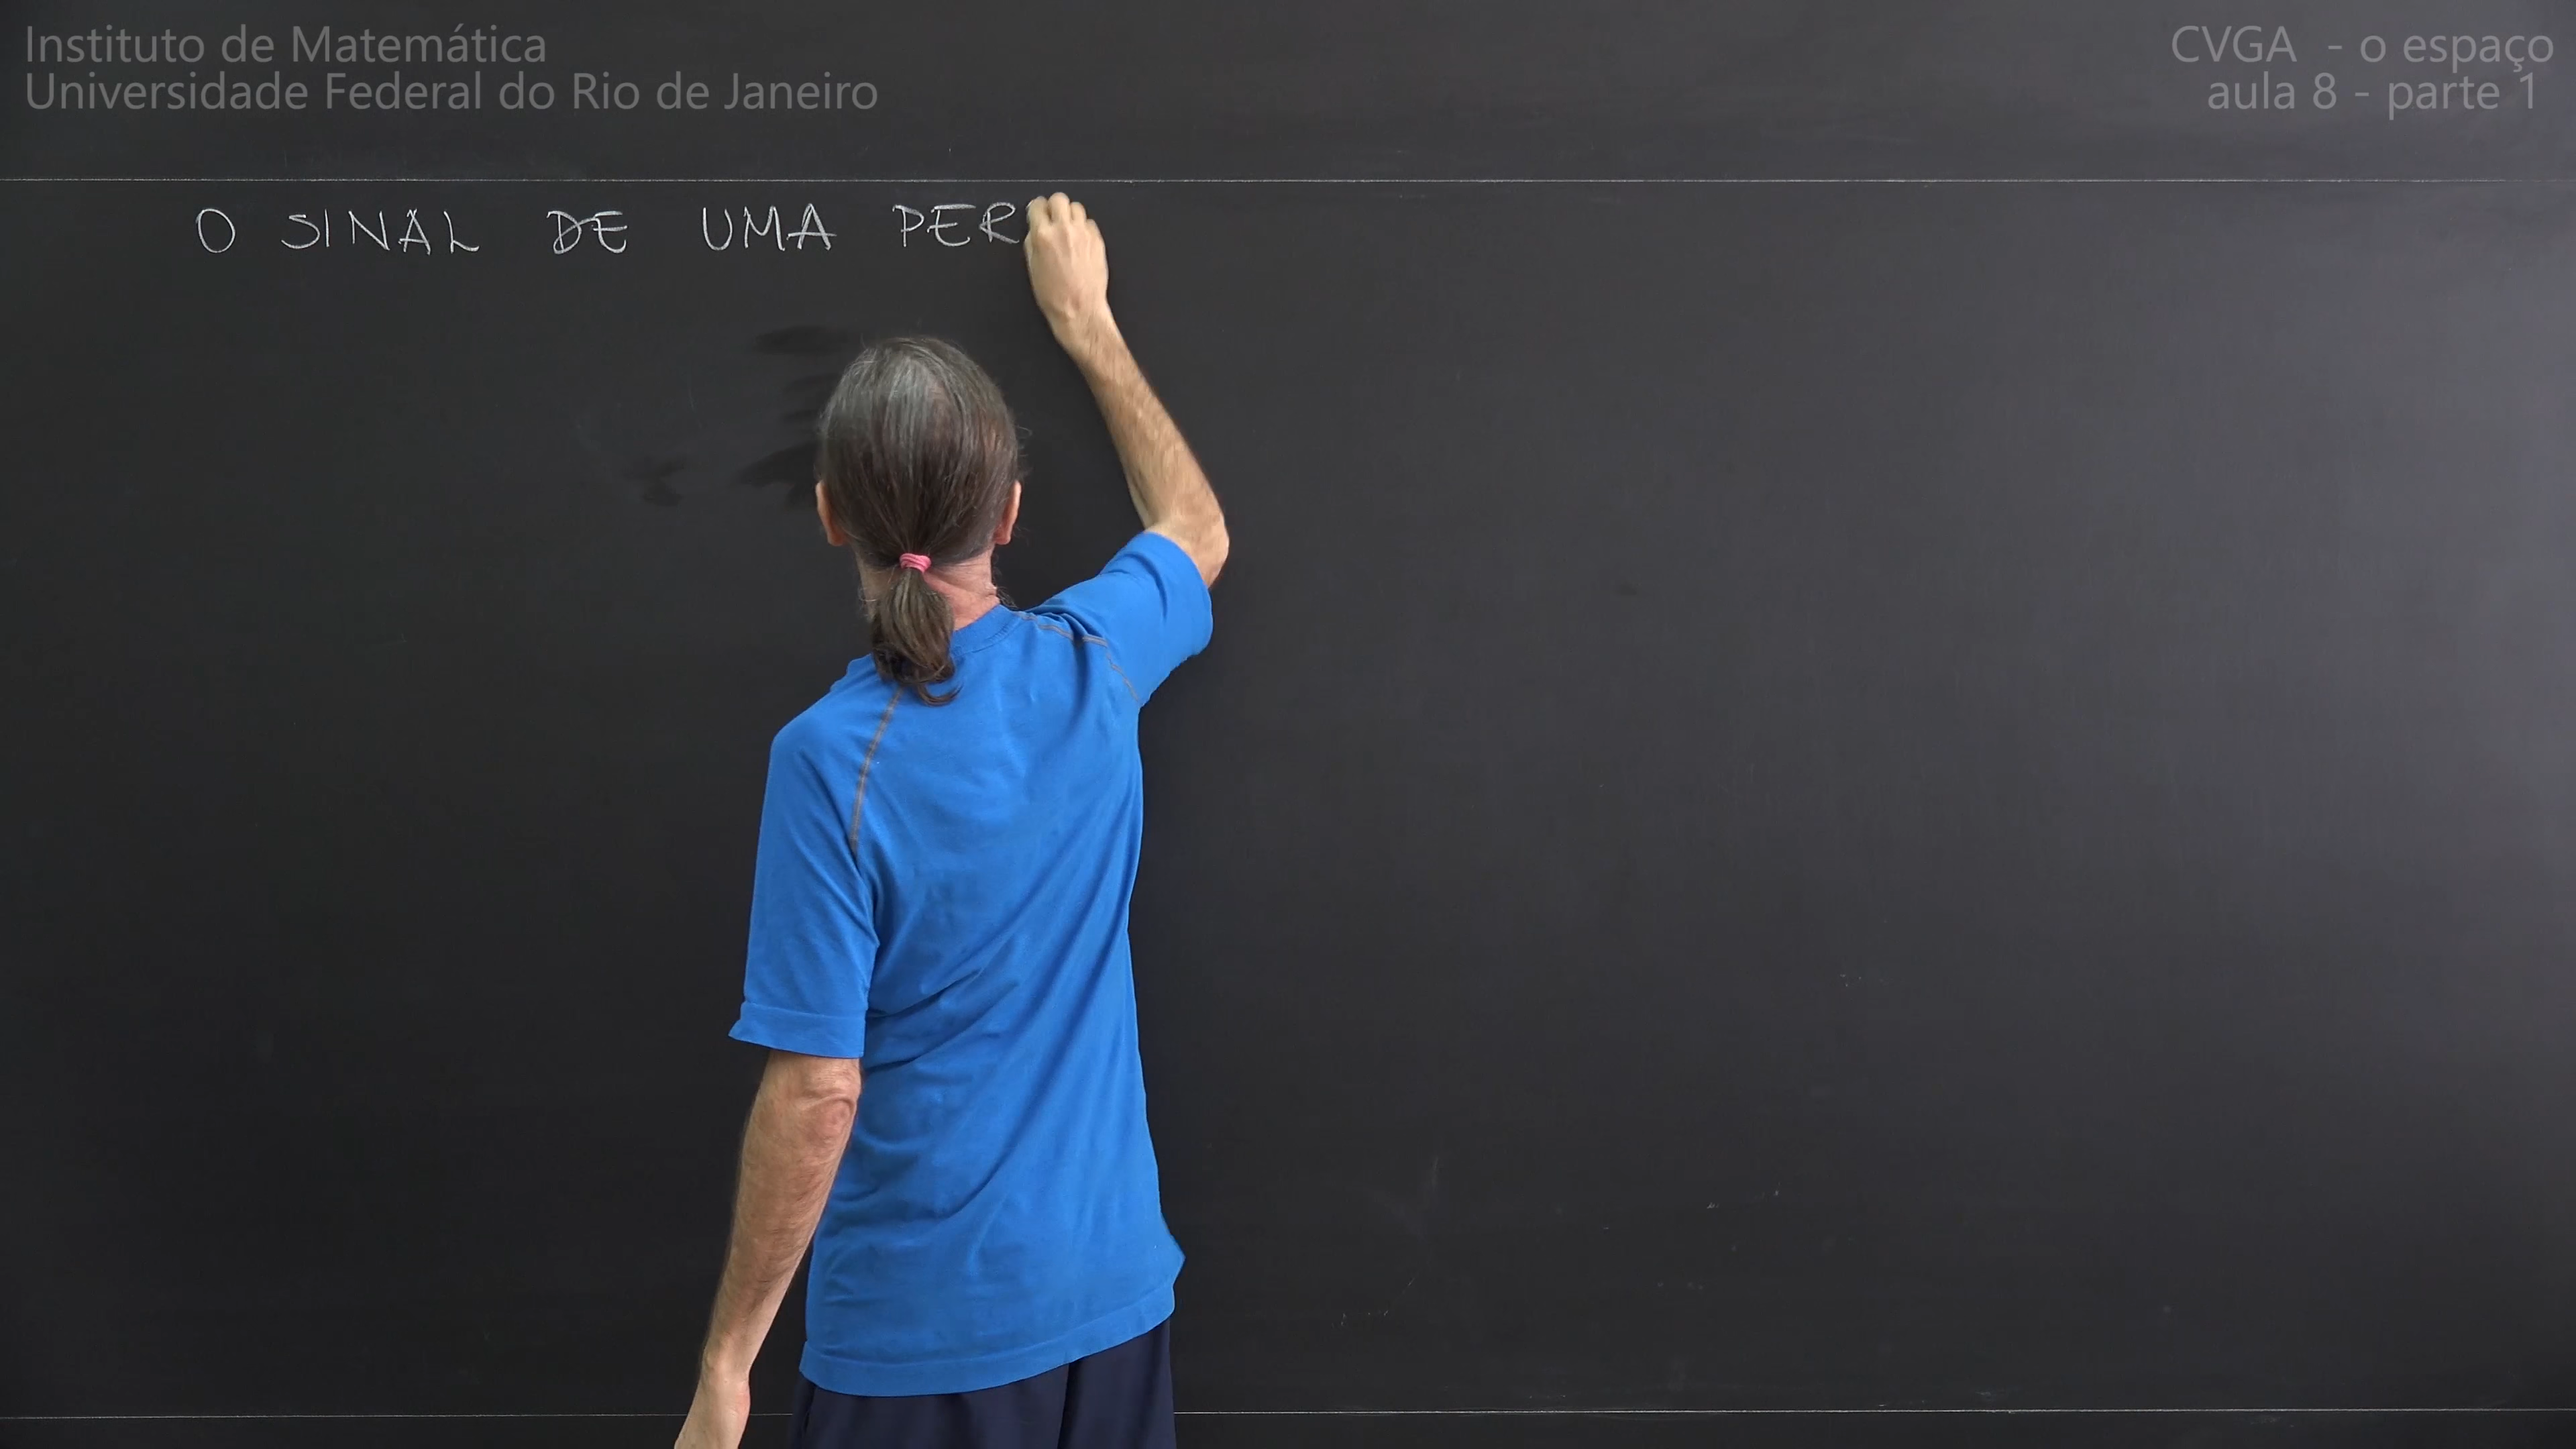 Instituto de Matemática
Universidade Federal do Rio de Janeiro
CVGA - o espaço
aula 8 - parte 1
O SINAL DE UMA PER